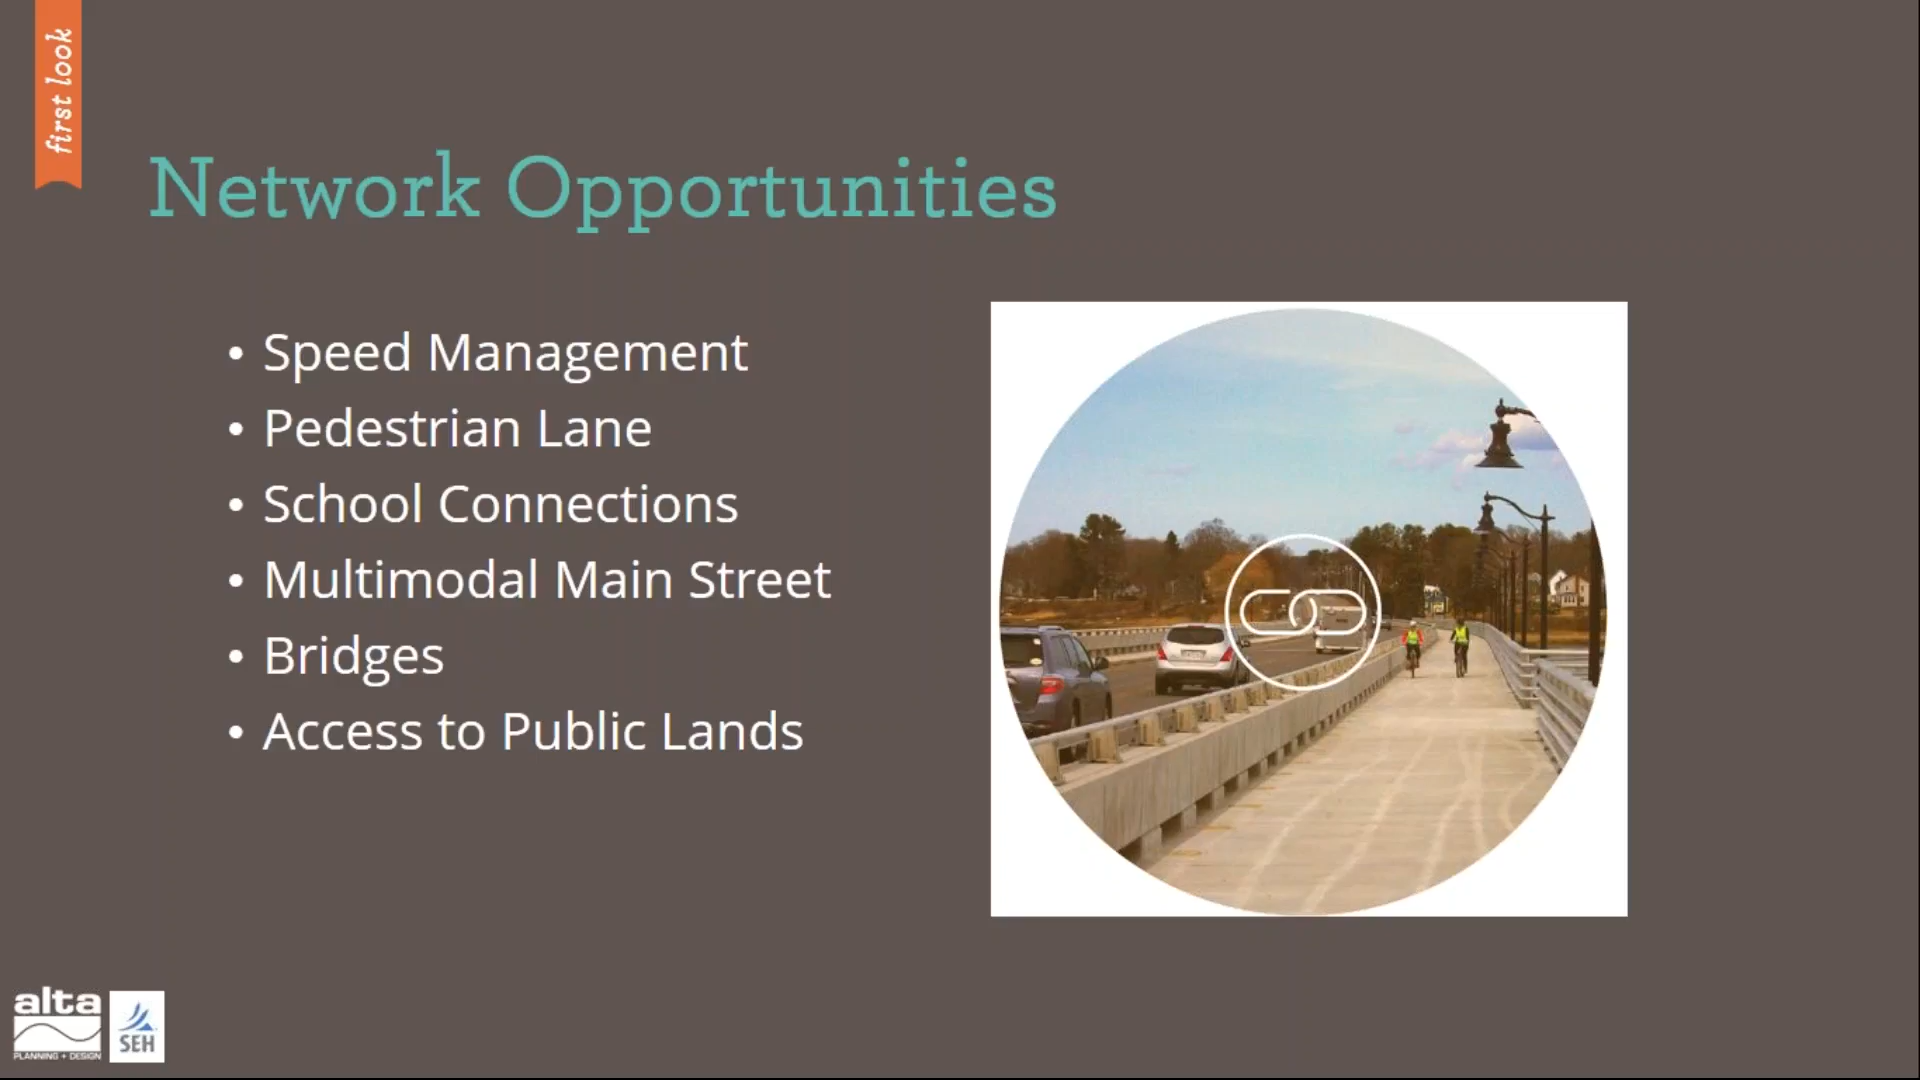 first look
Network Opportunities
• Speed Management
• Pedestrian Lane
• School Connections
• Multimodal Main Street
• Bridges
• Access to Public Lands
alta
PLANNING + DESIGN
SEH